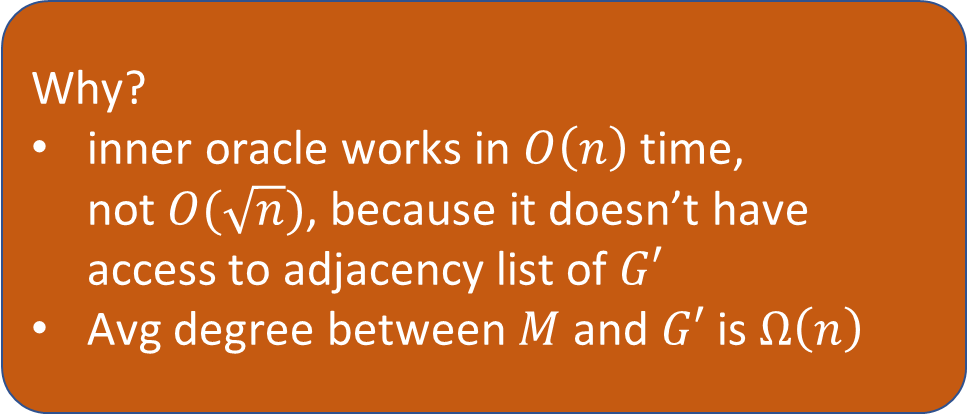 Why?
• inner oracle works in O(n) time,
not O(√n), because it doesn’t have
access to adjacency list of G′
• Avg degree between M and G′ is Ω(n)